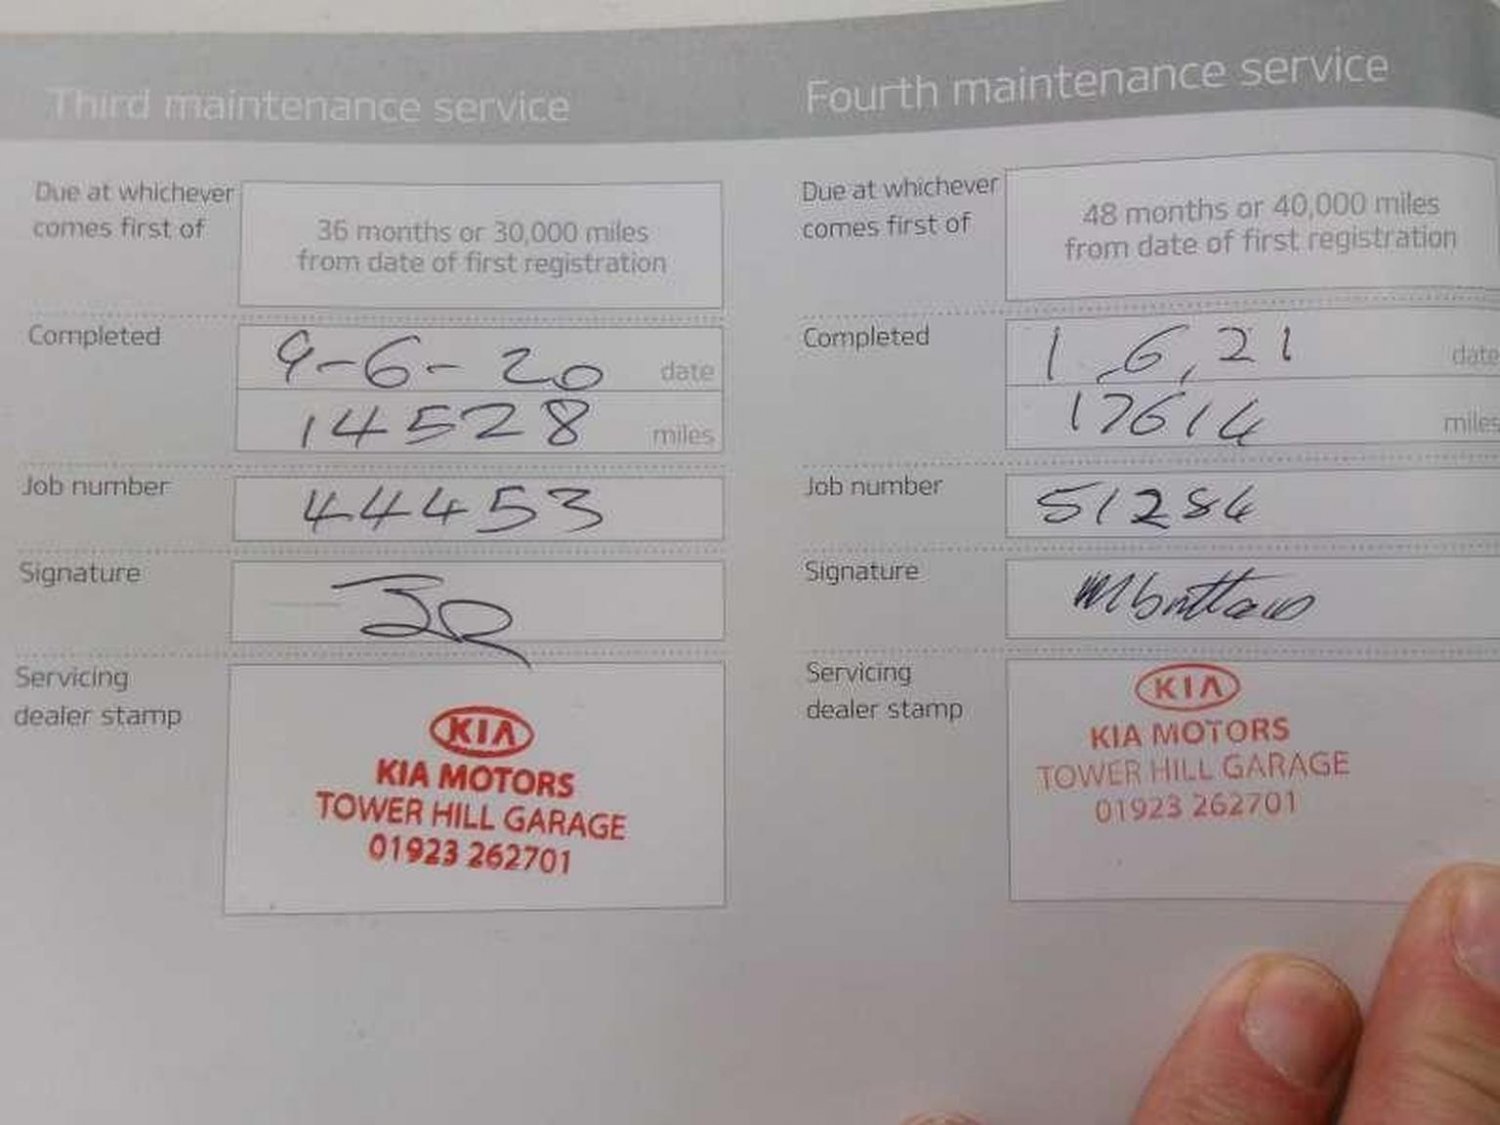 Third maintenance service
Due at whichever
comes first of
36 months or 30,000 miles
from date of first registration
Completed
9-6-20 date
14528 miles
Job number
44453
Signature
Servicing
dealer stamp
KIA
KIA MOTORS
TOWER HILL GARAGE
01923 262701
Fourth maintenance service
Due at whichever
comes first of
48 months or 40,000 miles
from date of first registration
Completed
1,6,21 date
17614 miles
Job number
51284
Signature
Servicing
dealer stamp
KIA
KIA MOTORS
TOWER HILL GARAGE
01923 262701